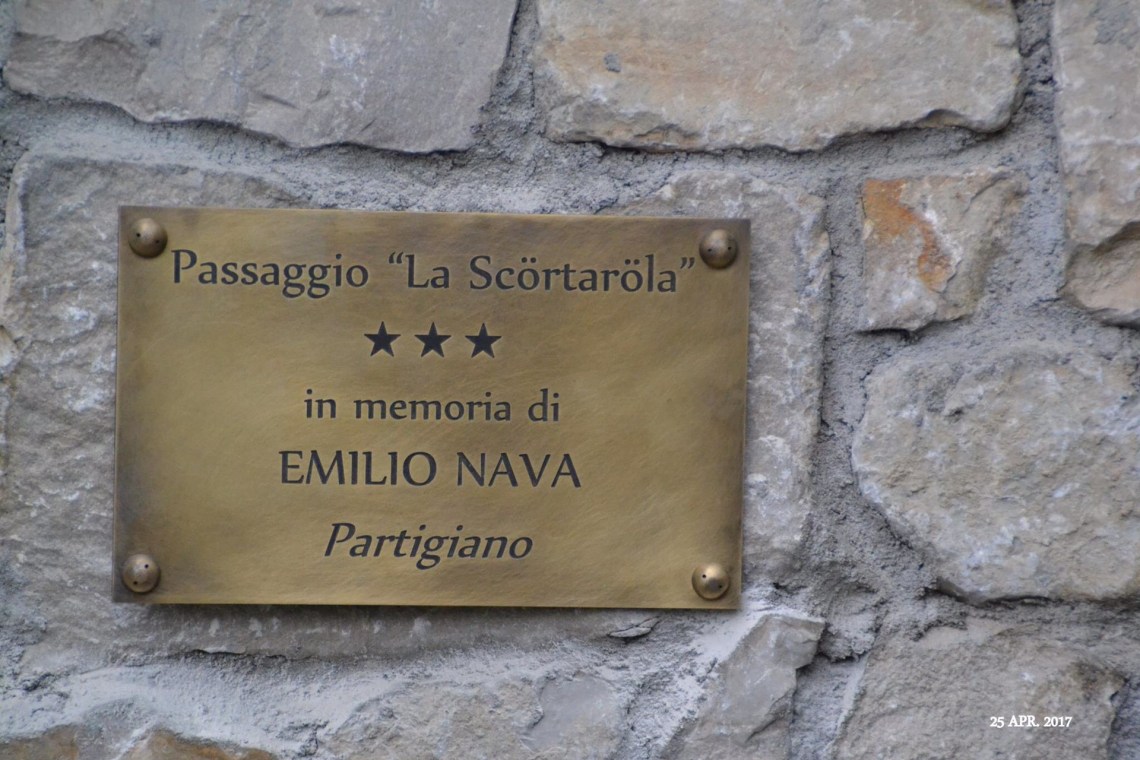 Passaggio “La Scörtaröla”
★ ★ ★
in memoria di
EMILIO NAVA
Partigiano
25 APR. 2017